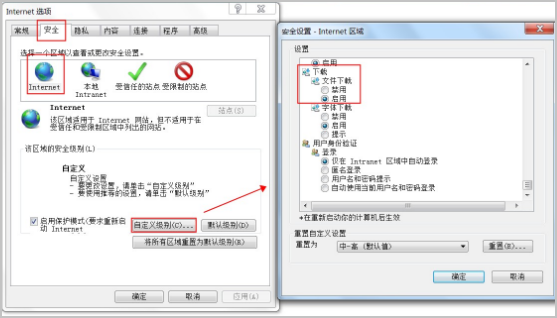 Internet 选项
常规
安全
隐私
内容
连接
程序
高级
选择一个区域以查看或更改安全设置。
Internet
本地
Intranet
受信任的站点
受限制的站点
Internet
站点(S)
该区域适用于 Internet 网站，但不适用于在
受信任和受限制区域中列出的网站。
该区域的安全级别(L)
自定义
自定义设置
- 要更改设置，请单击“自定义级别”
- 要使用推荐的设置，请单击“默认级别”
启用保护模式(要求重新启
动 Internet
自定义级别(C)...
默认级别(D)
将所有区域重置为默认级别(R)
确定
取消
应用(A)
安全设置 - Internet 区域
设置
启用
下载
文件下载
禁用
启用
字体下载
禁用
启用
提示
用户身份验证
登录
仅在 Intranet 区域中自动登录
匿名登录
用户名和密码提示
自动使用当前用户名和密码登录
*在重新启动你的计算机后生效
重置自定义设置
重置为
中-高 (默认值)
重置(E)...
确定
取消